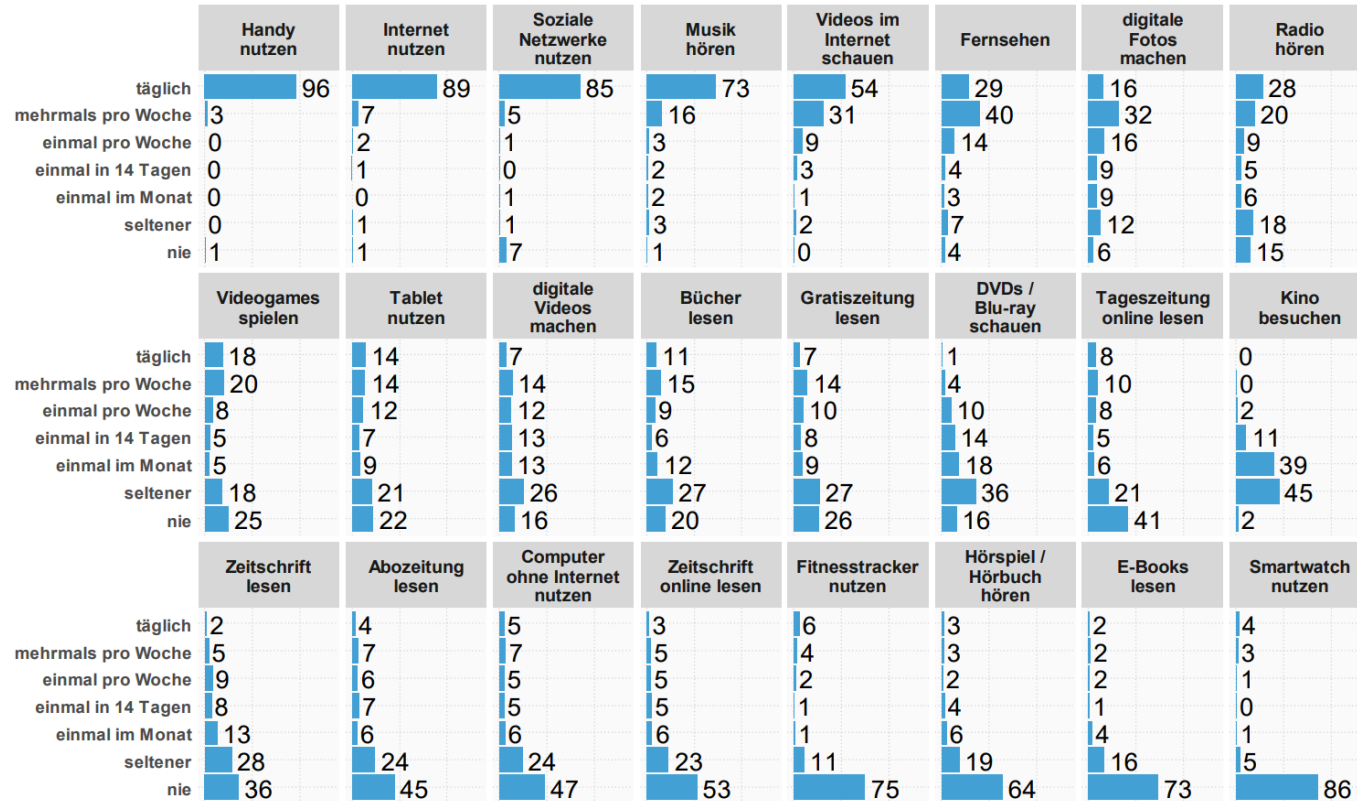 Handy nutzen Internet nutzen Soziale Netzwerke nutzen Musik hören Videos im Internet schauen Fernsehen digitale Fotos machen Radio hören
täglich 96 89 85 73 54 29 16 28
mehrmals pro Woche 3 7 5 16 31 40 32 20
einmal pro Woche 0 2 1 3 9 14 16 9
einmal in 14 Tagen 0 1 0 2 3 4 9 5
einmal im Monat 0 0 1 2 1 3 9 6
seltener 0 1 1 3 2 7 12 18
nie 1 1 7 1 0 4 6 15
Videogames spielen Tablet nutzen digitale Videos machen Bücher lesen Gratiszeitung lesen DVDs / Blu-ray schauen Tageszeitung online lesen Kino besuchen
täglich 18 14 7 11 7 1 8 0
mehrmals pro Woche 20 14 14 15 14 4 10 0
einmal pro Woche 8 12 12 9 10 10 8 2
einmal in 14 Tagen 5 7 13 6 8 14 5 11
einmal im Monat 5 9 13 12 9 18 6 39
seltener 18 21 26 27 27 36 21 45
nie 25 22 16 20 26 16 41 2
Zeitschrift lesen Abozeitung lesen Computer ohne Internet nutzen Zeitschrift online lesen Fitnesstracker nutzen Hörspiel / Hörbuch hören E-Books lesen Smartwatch nutzen
täglich 2 4 5 3 6 3 2 4
mehrmals pro Woche 5 7 7 5 4 3 2 3
einmal pro Woche 9 6 5 5 2 2 2 1
einmal in 14 Tagen 8 7 5 5 1 4 1 0
einmal im Monat 13 6 6 6 1 6 4 1
seltener 28 24 24 23 11 19 16 5
nie 36 45 47 53 75 64 73 86